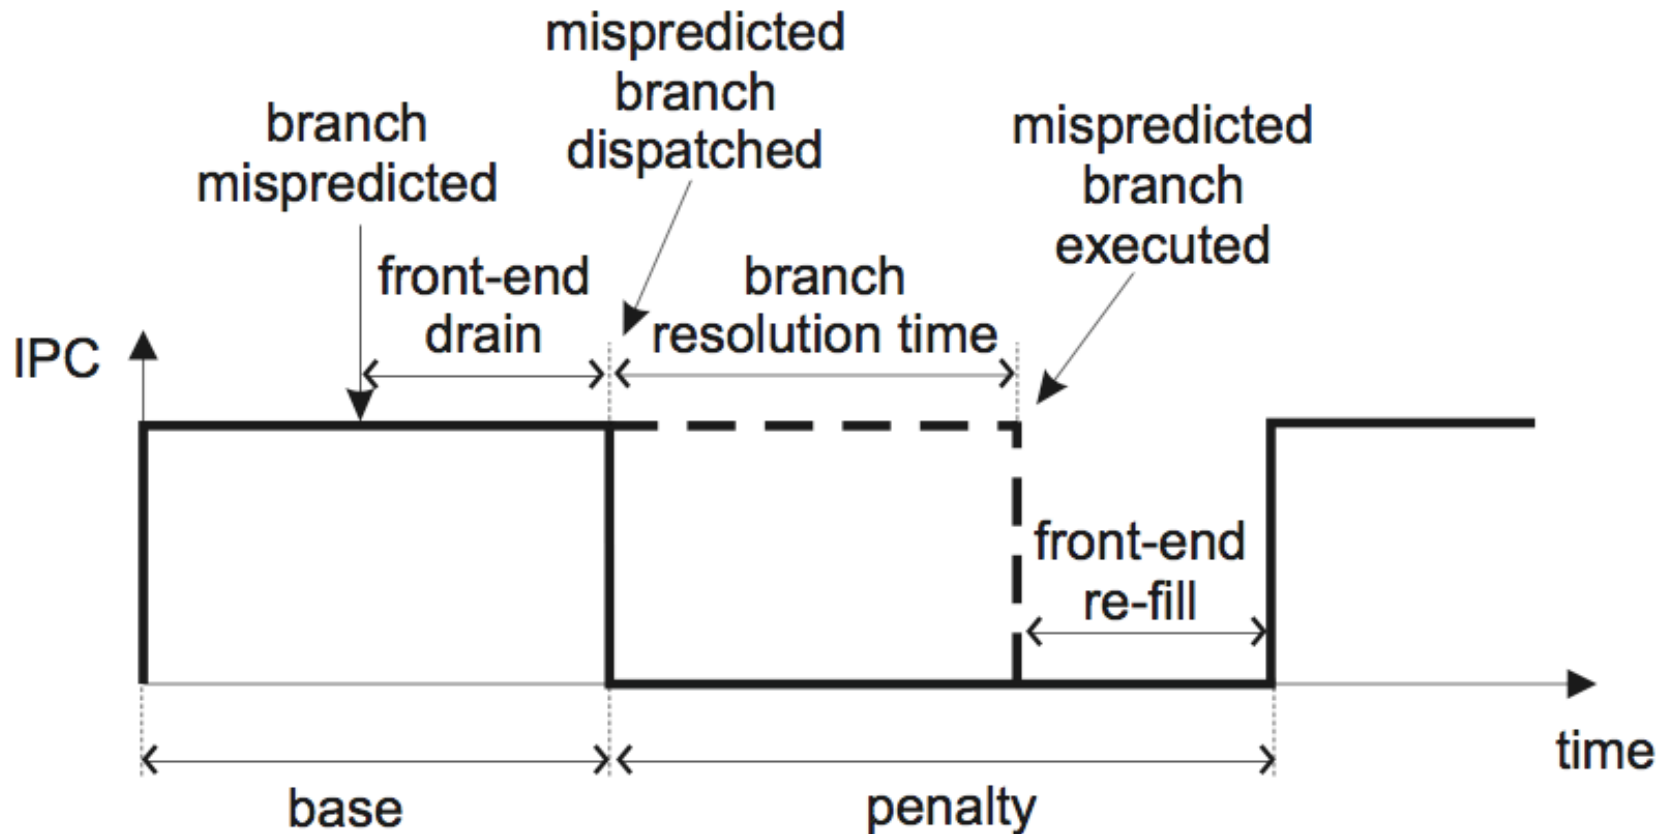 mispredicted
branch
dispatched
branch
mispredicted
mispredicted
branch
executed
front-end
drain
branch
resolution time
IPC
front-end
re-fill
time
base
penalty